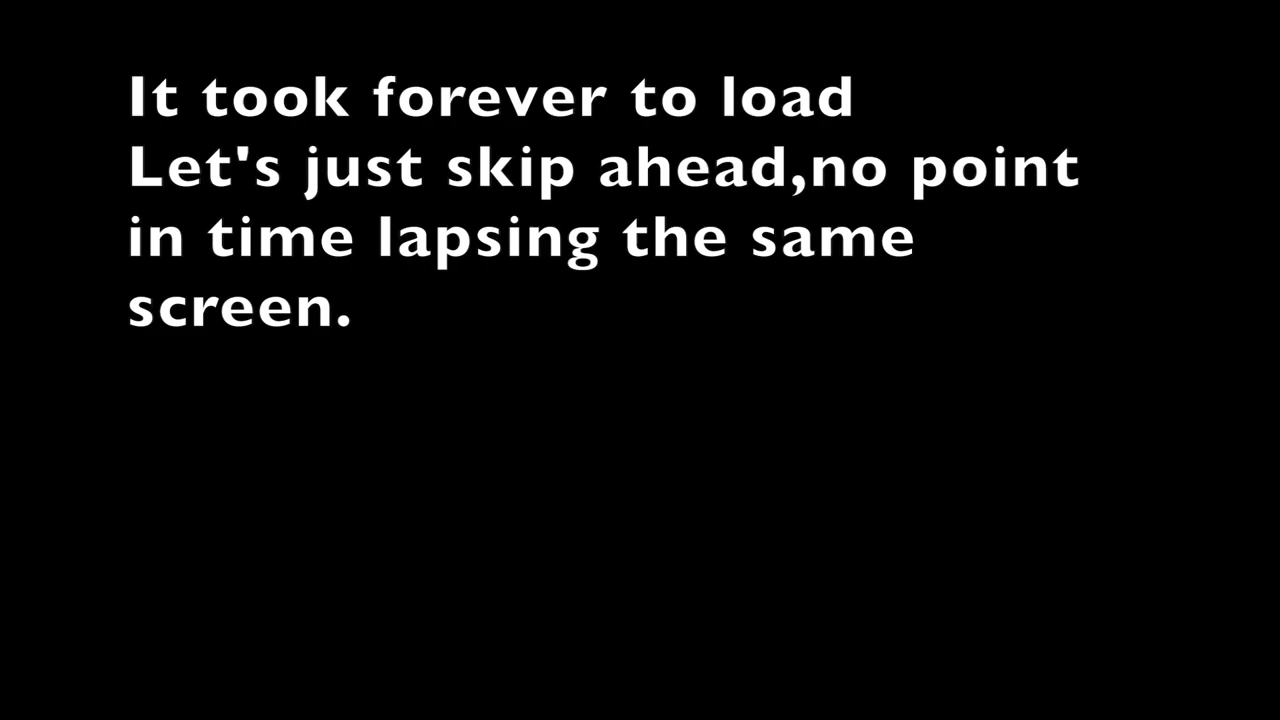 It took forever to load
Let's just skip ahead,no point
in time lapsing the same
screen.